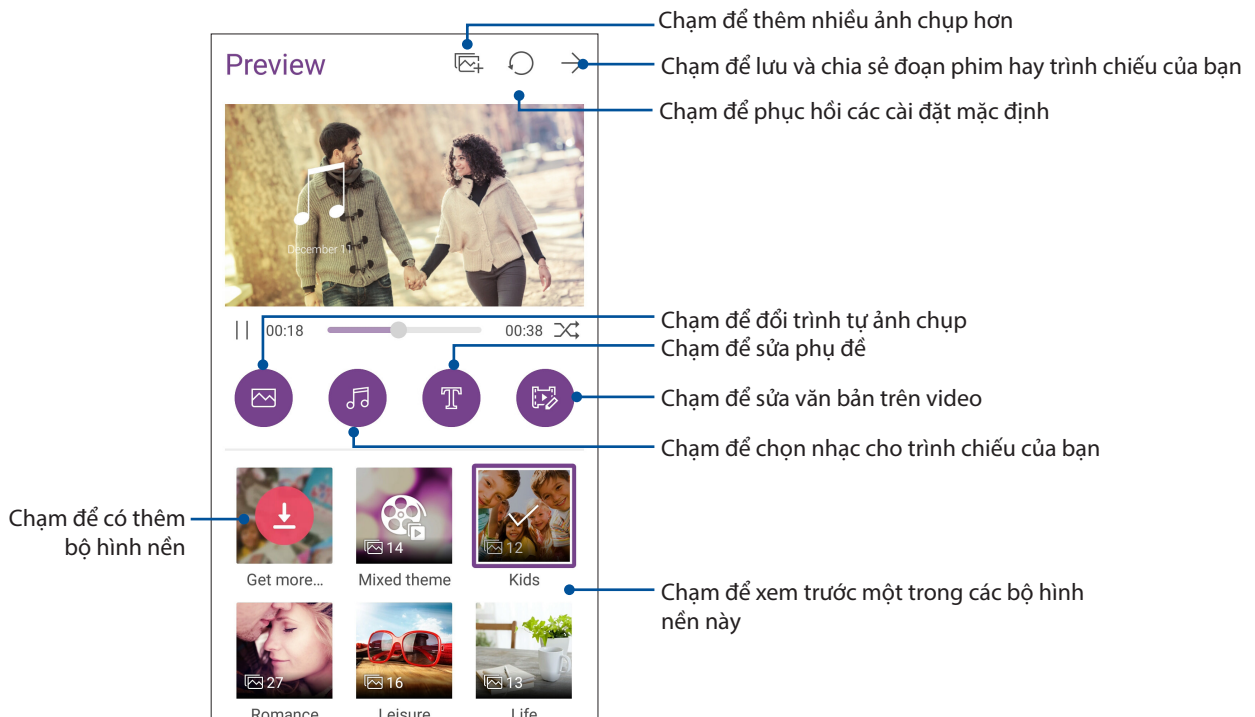 Chạm để thêm nhiều ảnh chụp hơn
Preview
Chạm để lưu và chia sẻ đoạn phim hay trình chiếu của bạn
Chạm để phục hồi các cài đặt mặc định
December 11
00:18
00:38
Chạm để đổi trình tự ảnh chụp
Chạm để sửa phụ đề
T
Chạm để sửa văn bản trên video
Chạm để chọn nhạc cho trình chiếu của bạn
Chạm để có thêm
bộ hình nền
14
12
Get more...
Mixed theme
Kids
Chạm để xem trước một trong các bộ hình
nền này
27
16
13
Romance
Leisure
Life